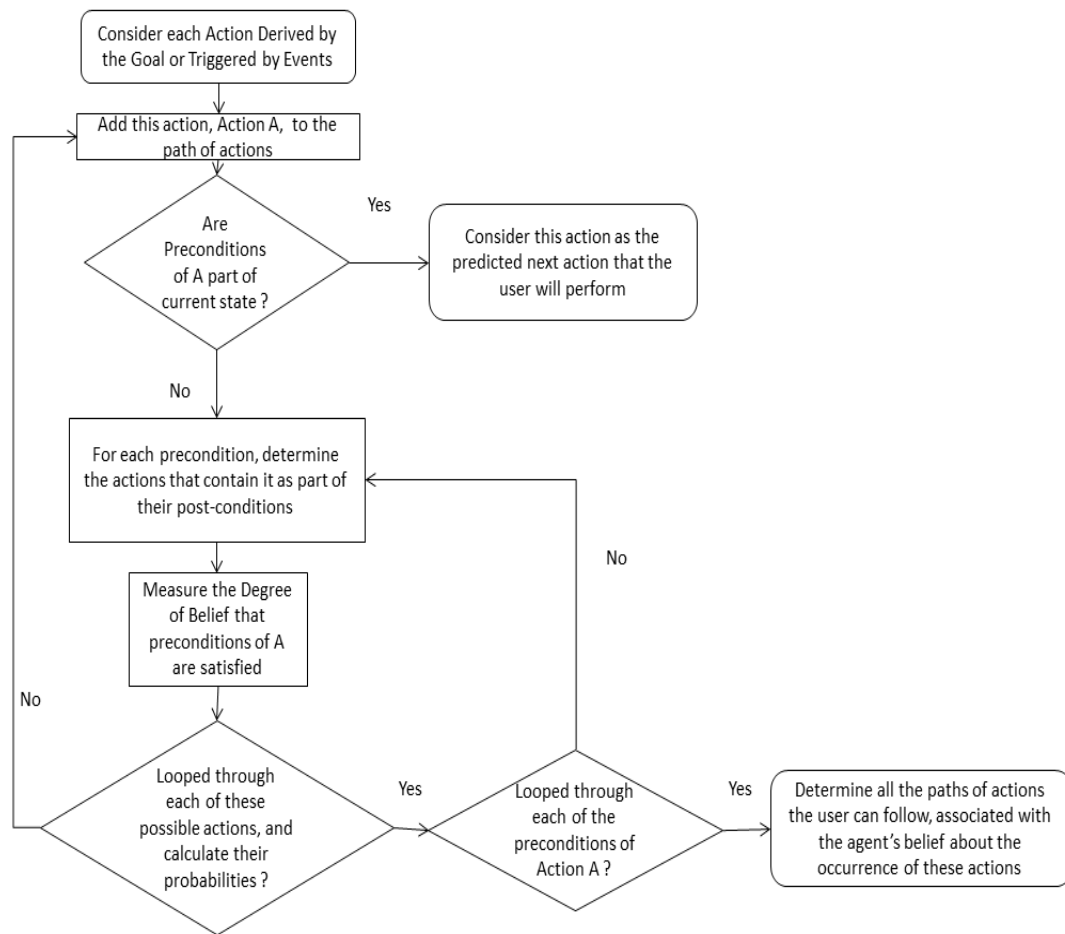 Consider each Action Derived by
the Goal or Triggered by Events
Add this action, Action A, to the
path of actions
Are
Preconditions
of A part of
current state ?
Yes
Consider this action as the
predicted next action that the
user will perform
No
For each precondition, determine
the actions that contain it as part of
their post-conditions
No
Measure the Degree
of Belief that
preconditions of A
are satisfied
No
Looped through
each of these
possible actions, and
calculate their
probabilities ?
Yes
Looped through
each of the
preconditions of
Action A ?
Yes
Determine all the paths of actions
the user can follow, associated with
the agent's belief about the
occurrence of these actions